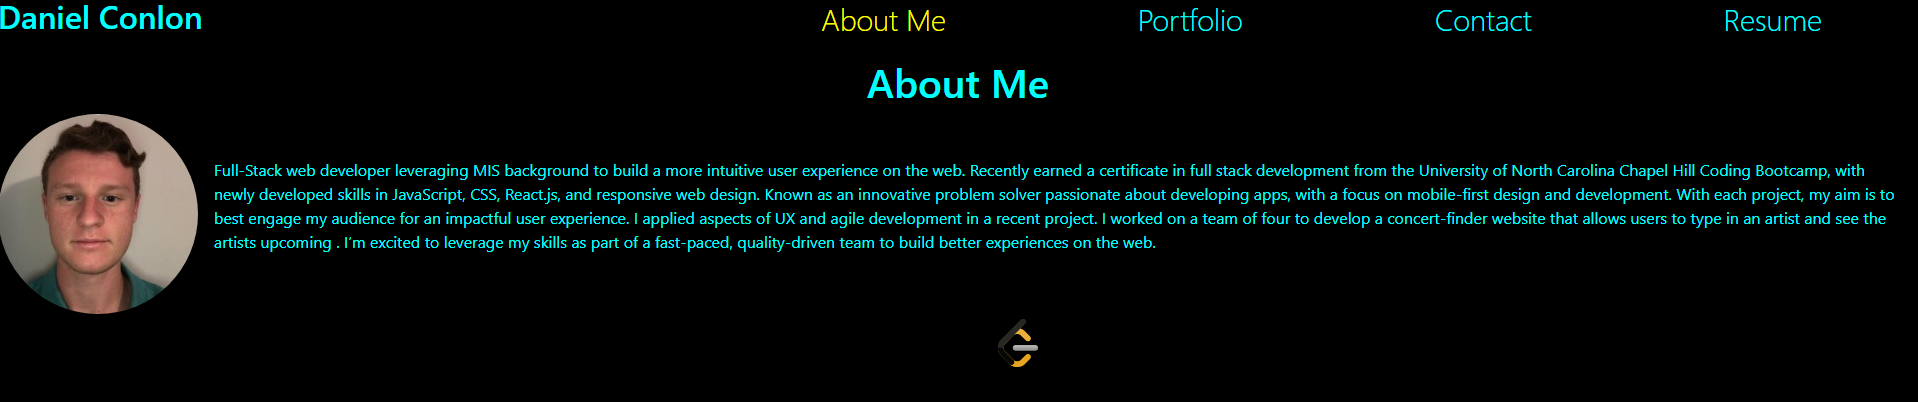 Daniel Conlon
About Me
Portfolio
Contact
Resume
About Me
Full-Stack web developer leveraging MIS background to build a more intuitive user experience on the web. Recently earned a certificate in full stack development from the University of North Carolina Chapel Hill Coding Bootcamp, with
newly developed skills in JavaScript, CSS, React.js, and responsive web design. Known as an innovative problem solver passionate about developing apps, with a focus on mobile-first design and development. With each project, my aim is to
best engage my audience for an impactful user experience. I applied aspects of UX and agile development in a recent project. I worked on a team of four to develop a concert-finder website that allows users to type in an artist and see the
artists upcoming . I’m excited to leverage my skills as part of a fast-paced, quality-driven team to build better experiences on the web.